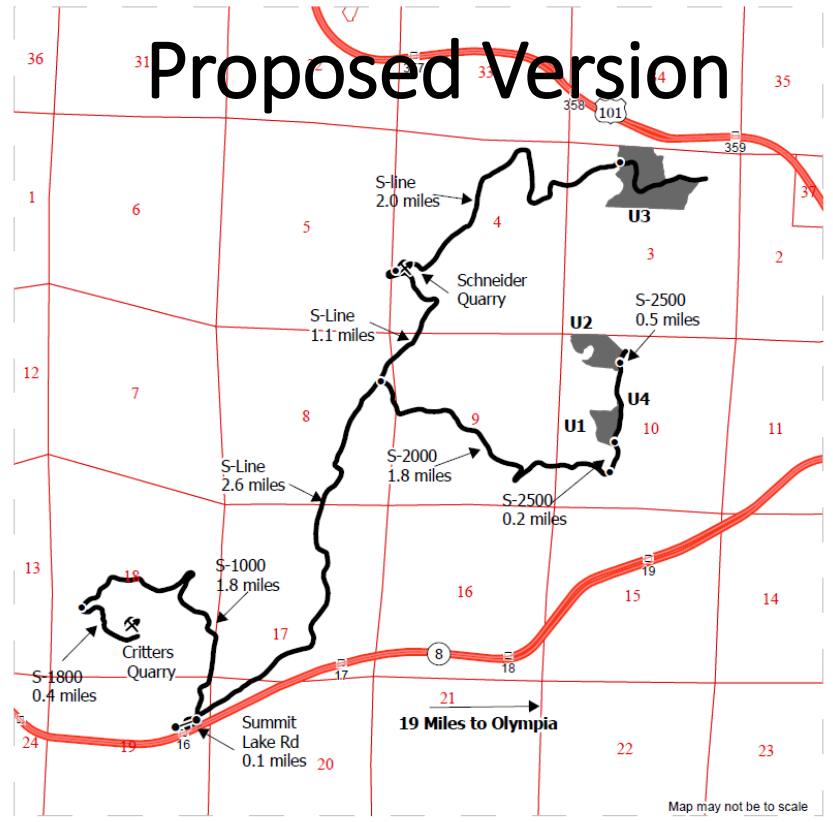 Proposed Version
36
31
32
33
34
35
357
358
101
359
37
1
6
5
4
3
2
S-line
2.0 miles
U3
Schneider
Quarry
S-Line
1.1 miles
U2
S-2500
0.5 miles
12
7
8
9
10
11
U4
U1
S-2000
1.8 miles
S-Line
2.6 miles
S-2500
0.2 miles
13
18
S-1000
1.8 miles
17
16
15
14
19
18
17
8
Critters
Quarry
S-1800
0.4 miles
21
19 Miles to Olympia
Summit
Lake Rd
0.1 miles
24
19
16
20
22
23
Map may not be to scale